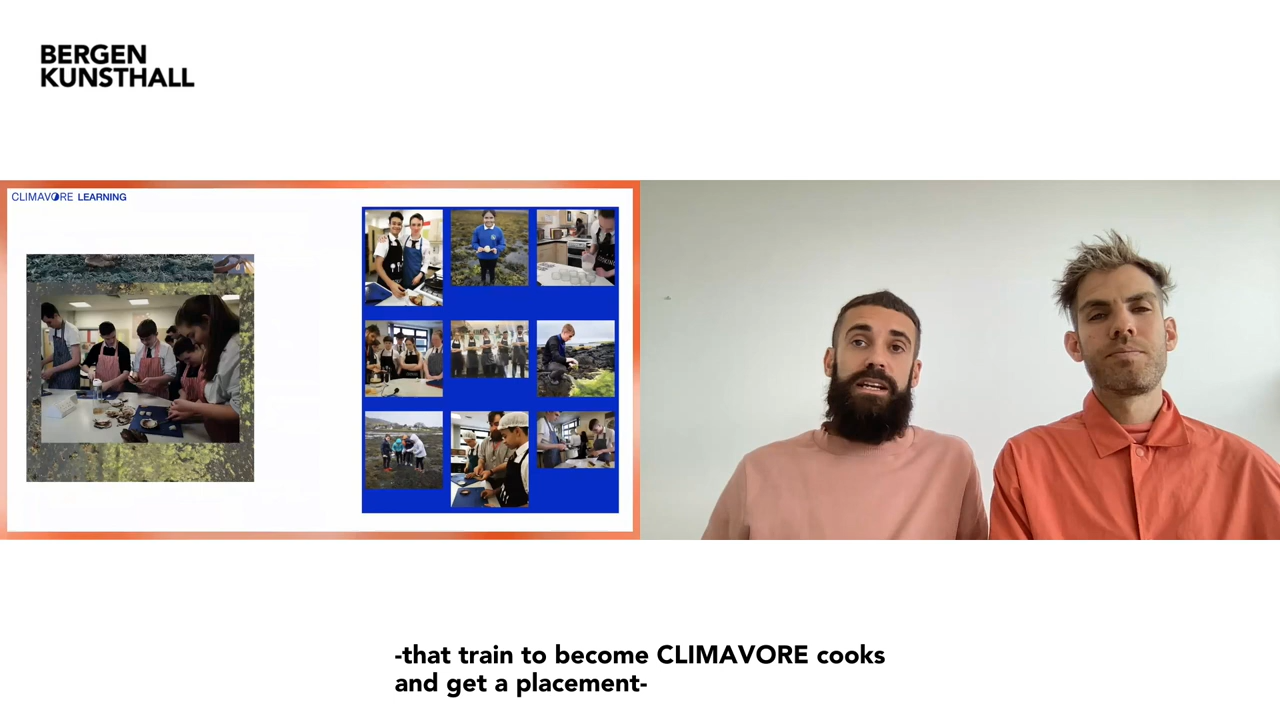 BERGEN
KUNSTHALL
CLIMAVORE LEARNING
-that train to become CLIMAVORE cooks
and get a placement-